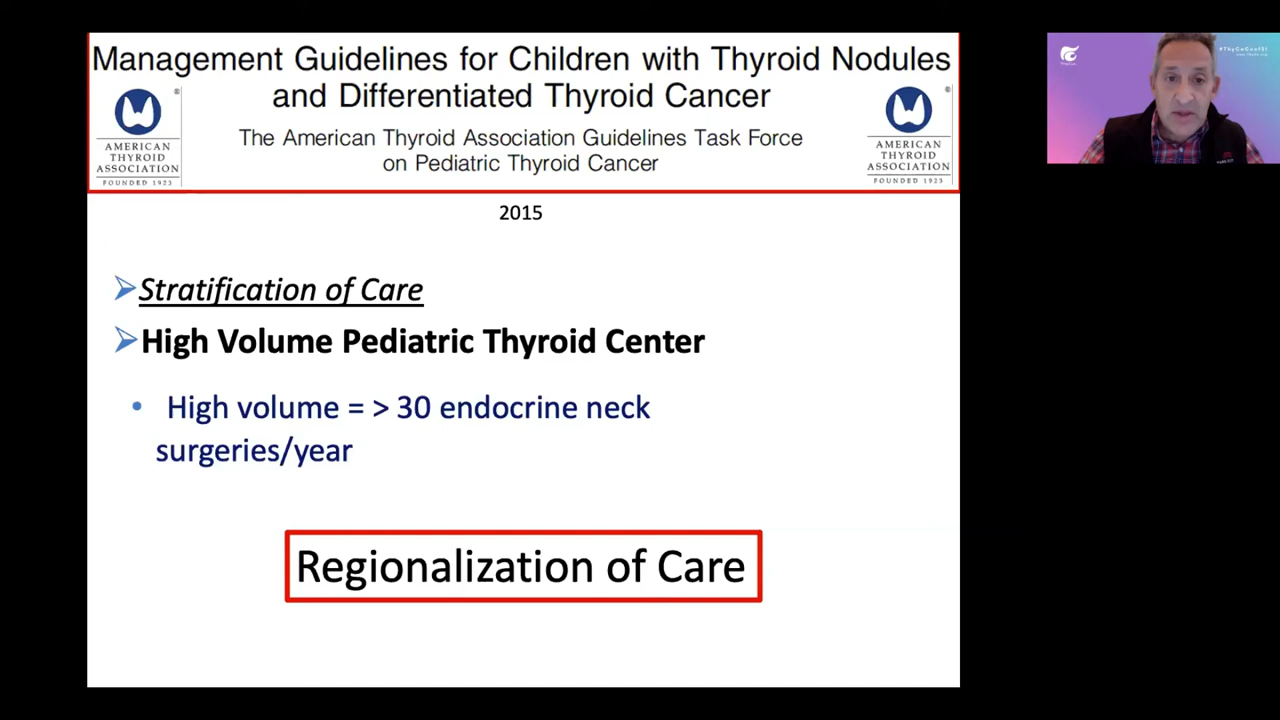 Management Guidelines for Children with Thyroid Nodules
and Differentiated Thyroid Cancer
The American Thyroid Association Guidelines Task Force
on Pediatric Thyroid Cancer
®
AMERICAN
THYROID
ASSOCIATION
FOUNDED 1923
®
AMERICAN
THYROID
ASSOCIATION
FOUNDED 1923
2015
Stratification of Care
High Volume Pediatric Thyroid Center
• High volume = > 30 endocrine neck
surgeries/year
Regionalization of Care